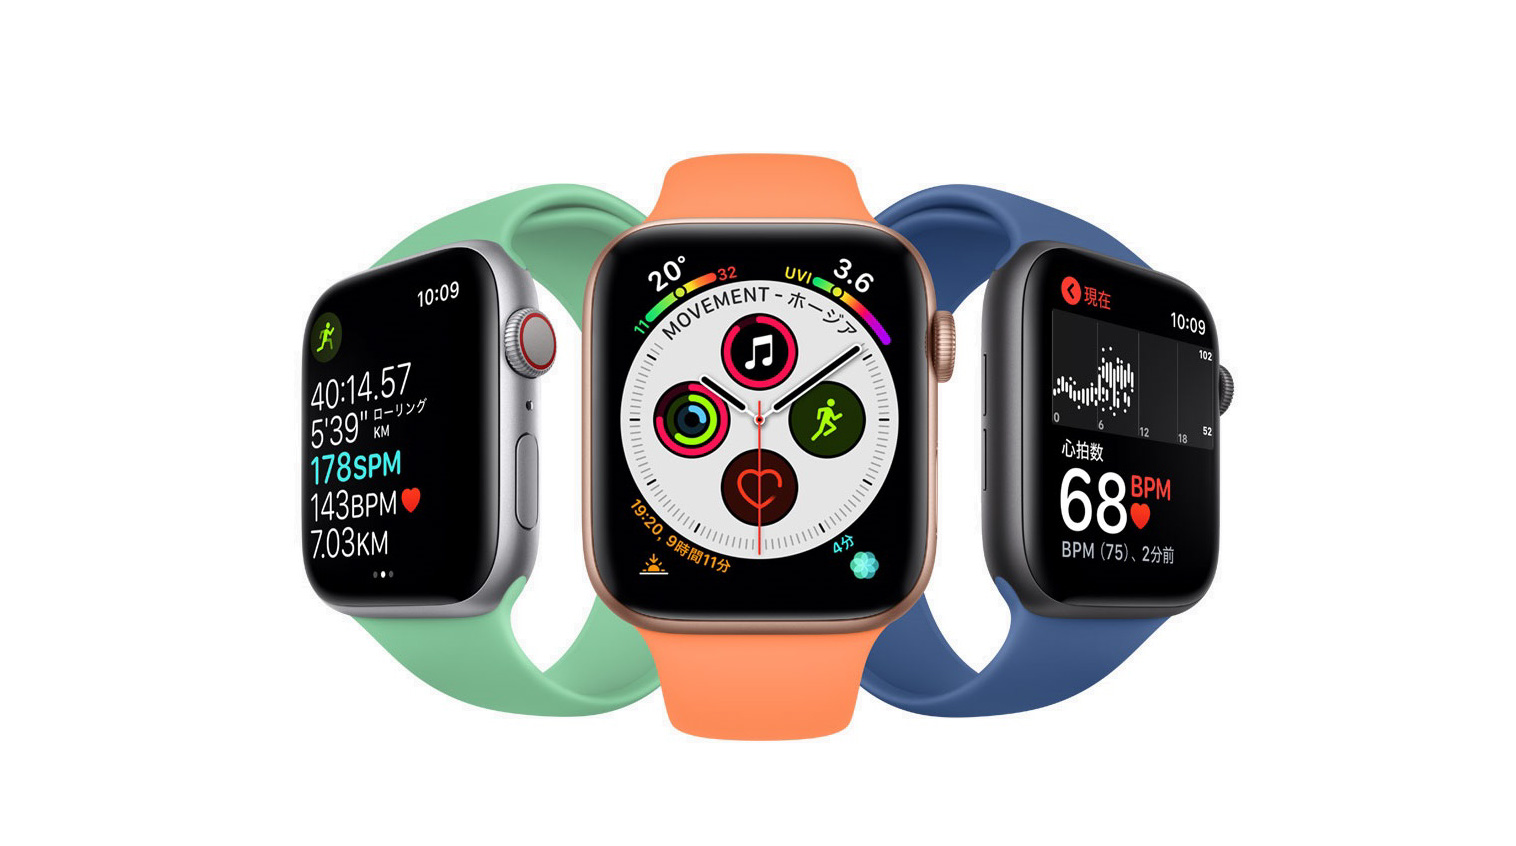 10:09
40:14.57
5'39" ローリング
KM
178SPM
143BPM
7.03KM
20°
11
32
UVI
3.6
MOVEMENT - ホージア
19:20, 9時間11分
4分
現在
10:09
102
0
6
12
18
52
心拍数
68 BPM
BPM（75）、2分前